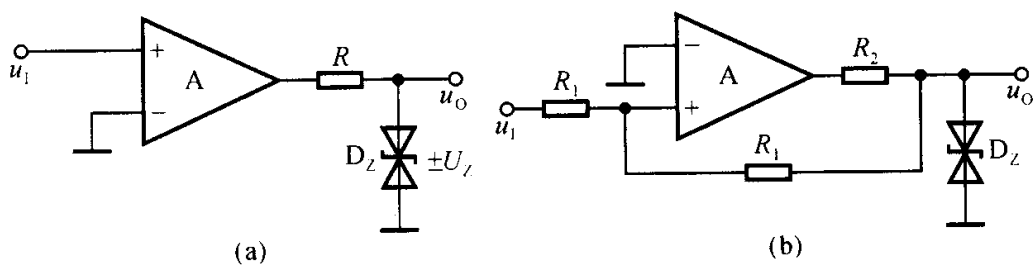 +
A
−
R
u_I
u_O
D_Z
±U_Z
(a)
−
A
+
R_2
R_1
u_I
R_1
u_O
D_Z
(b)